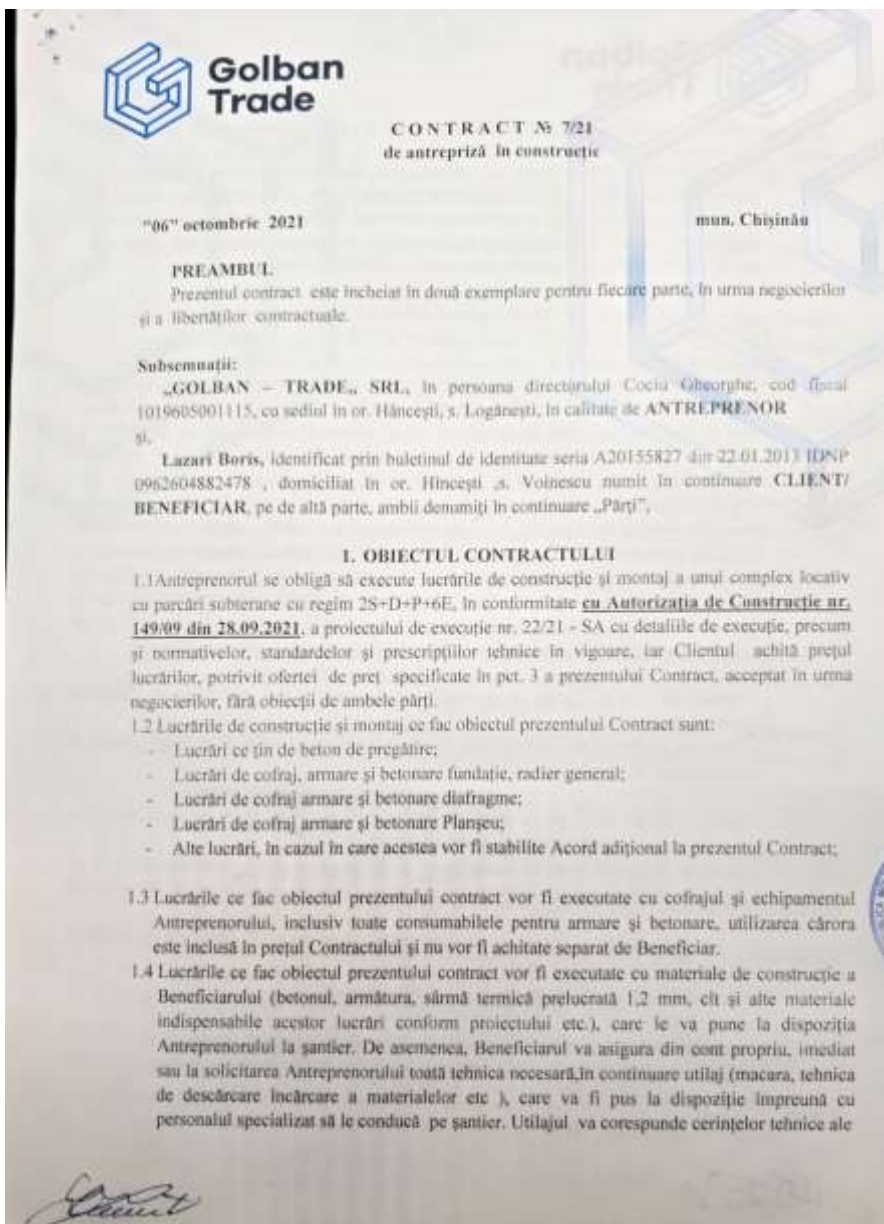 Golban
Trade
CONTRACT № 7/21
de antrepriză în construcție
"06" octombrie 2021 mun. Chișinău
PREAMBUL
Prezentul contract este încheiat în două exemplare pentru fiecare parte, în urma negocierilor
și a libertăților contractuale.
Subsemnații:
„GOLBAN – TRADE„ SRL, în persoana directorului Cociu Gheorghe, cod fiscal
1019605001115, cu sediul în or. Hâncești, s. Logănești, în calitate de ANTREPRENOR
și,
Lazari Boris, identificat prin buletinul de identitate seria A20155827 din 22.01.2013 IDNP
0962604882478 , domiciliat în or. Hîncești ,s. Voinescu numit în continuare CLIENT/
BENEFICIAR, pe de altă parte, ambii denumiți în continuare „Părți”,
1. OBIECTUL CONTRACTULUI
1.1Antreprenorul se obligă să execute lucrările de construcție și montaj a unui complex locativ
cu parcări subterane cu regim 2S+D+P+6E, în conformitate cu Autorizația de Construcție nr.
149/09 din 28.09.2021, a proiectului de execuție nr. 22/21 - SA cu detaliile de execuție, precum
și normativelor, standardelor și prescripțiilor tehnice în vigoare, iar Clientul achită prețul
lucrărilor, potrivit ofertei de preț specificate în pct. 3 a prezentului Contract, acceptat în urma
negocierilor, fără obiecții de ambele părți.
1.2 Lucrările de construcție și montaj ce fac obiectul prezentului Contract sunt:
- Lucrări ce țin de beton de pregătire;
- Lucrări de cofraj, armare și betonare fundație, radier general;
- Lucrări de cofraj armare și betonare diafragme;
- Lucrări de cofraj armare și betonare Planșeu;
- Alte lucrări, în cazul în care acestea vor fi stabilite Acord adițional la prezentul Contract;
1.3 Lucrările ce fac obiectul prezentului contract vor fi executate cu cofrajul și echipamentul
Antreprenorului, inclusiv toate consumabilele pentru armare și betonare, utilizarea cărora
este inclusă în prețul Contractului și nu vor fi achitate separat de Beneficiar.
1.4 Lucrările ce fac obiectul prezentului contract vor fi executate cu materiale de construcție a
Beneficiarului (betonul, armătura, sârmă termică prelucrată 1,2 mm, cît și alte materiale
indispensabile acestor lucrări conform proiectului etc.), care le va pune la dispoziția
Antreprenorului la șantier. De asemenea, Beneficiarul va asigura din cont propriu, imediat
sau la solicitarea Antreprenorului toată tehnica necesară,în continuare utilaj (macara, tehnica
de descărcare încărcare a materialelor etc ), care va fi pus la dispoziție împreună cu
personalul specializat să le conducă pe șantier. Utilajul va corespunde cerințelor tehnice ale